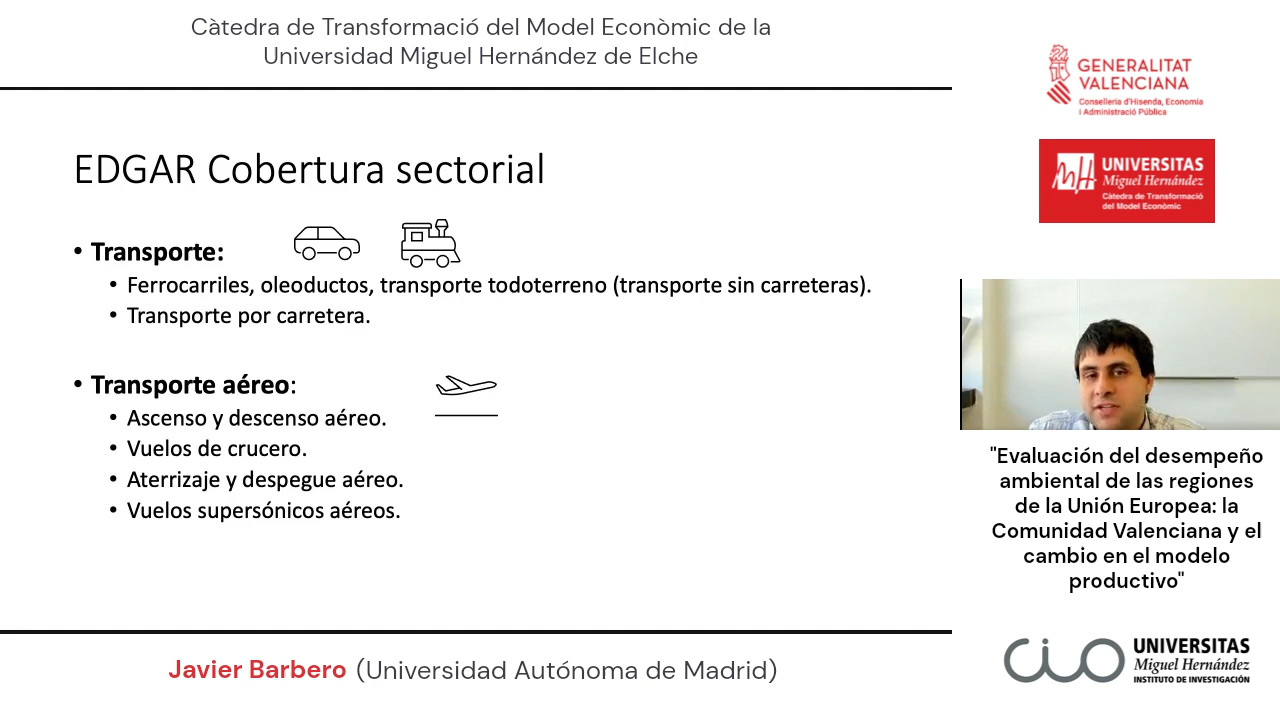 Càtedra de Transformació del Model Econòmic de la
Universidad Miguel Hernández de Elche
GENERALITAT
VALENCIANA
Conselleria d'Hisenda, Economia
i Administració Pública
UNIVERSITAS
Miguel Hernández
Càtedra de Transformació
del Model Econòmic
EDGAR Cobertura sectorial
• Transporte:
• Ferrocarriles, oleoductos, transporte todoterreno (transporte sin carreteras).
• Transporte por carretera.
• Transporte aéreo:
• Ascenso y descenso aéreo.
• Vuelos de crucero.
• Aterrizaje y despegue aéreo.
• Vuelos supersónicos aéreos.
"Evaluación del desempeño
ambiental de las regiones
de la Unión Europea: la
Comunidad Valenciana y el
cambio en el modelo
productivo"
Javier Barbero (Universidad Autónoma de Madrid)
CIO
UNIVERSITAS
Miguel Hernández
INSTITUTO DE INVESTIGACIÓN